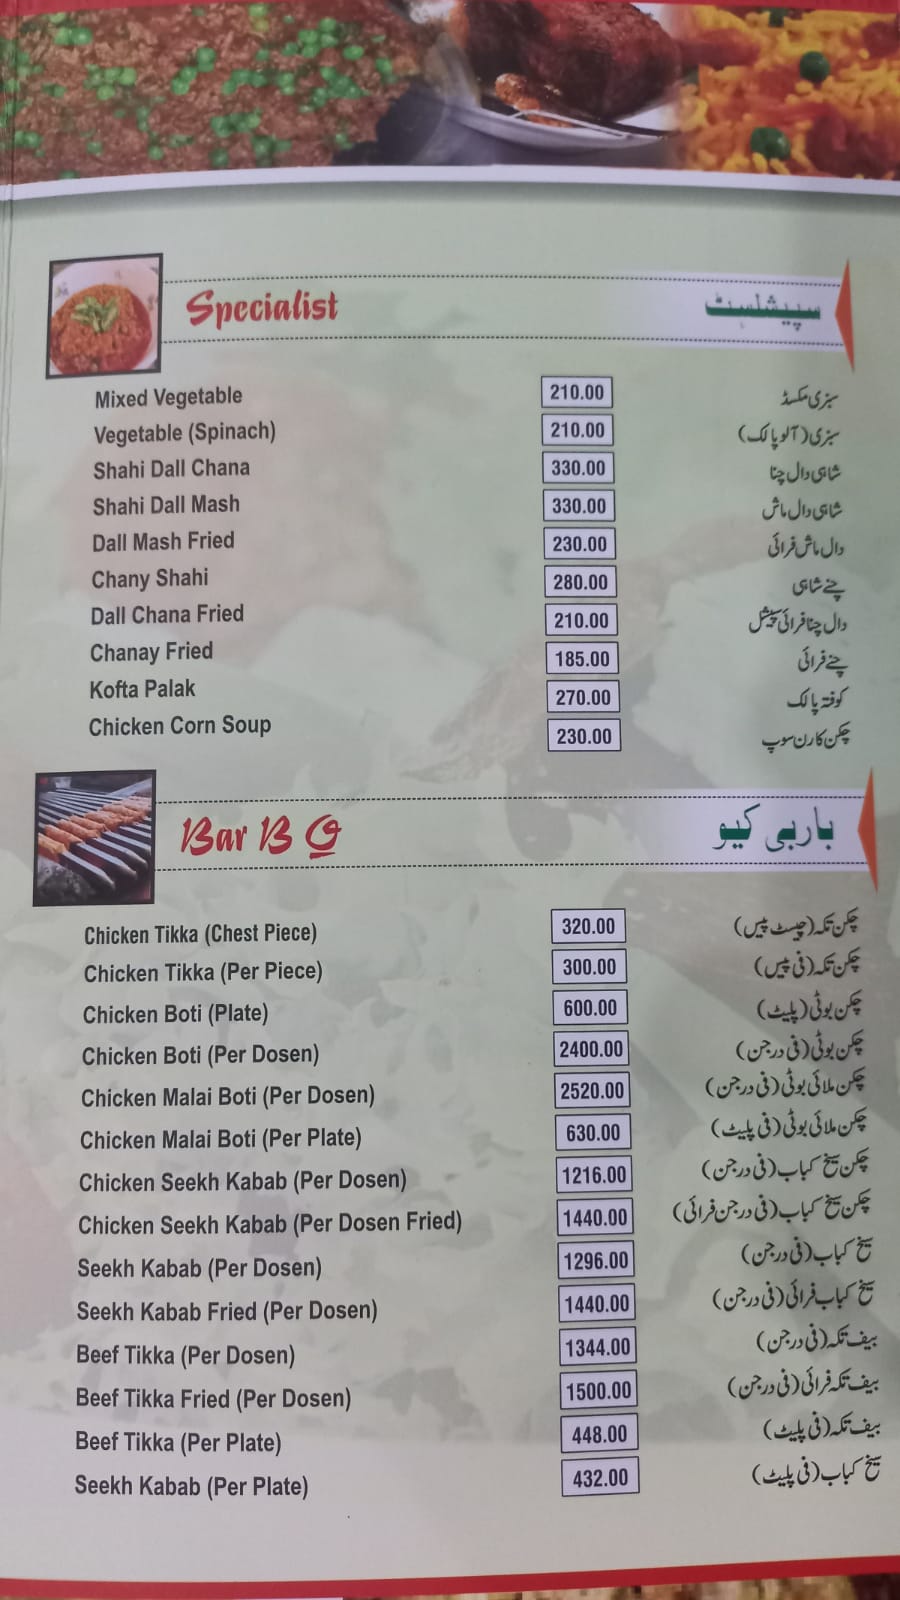 Specialist سپیشلسٹ
Mixed Vegetable 210.00 سبزی مکسڈ
Vegetable (Spinach) 210.00 سبزی (آلو پالک)
Shahi Dall Chana 330.00 شاہی دال چنا
Shahi Dall Mash 330.00 شاہی دال ماش
Dall Mash Fried 230.00 دال ماش فرائی
Chany Shahi 280.00 چنے شاہی
Dall Chana Fried 210.00 دال چنا فرائی سپیشل
Chanay Fried 185.00 چنے فرائی
Kofta Palak 270.00 کوفتہ پالک
Chicken Corn Soup 230.00 چکن کارن سوپ
Bar B Q باربی کیو
Chicken Tikka (Chest Piece) 320.00 چکن تکہ (چیسٹ پیس)
Chicken Tikka (Per Piece) 300.00 چکن تکہ (فی پیس)
Chicken Boti (Plate) 600.00 چکن بوٹی (پلیٹ)
Chicken Boti (Per Dosen) 2400.00 چکن بوٹی (فی درجن)
Chicken Malai Boti (Per Dosen) 2520.00 چکن ملائی بوٹی (فی درجن)
Chicken Malai Boti (Per Plate) 630.00 چکن ملائی بوٹی (فی پلیٹ)
Chicken Seekh Kabab (Per Dosen) 1216.00 چکن سیخ کباب (فی درجن)
Chicken Seekh Kabab (Per Dosen Fried) 1440.00 چکن سیخ کباب (فی درجن فرائی)
Seekh Kabab (Per Dosen) 1296.00 سیخ کباب (فی درجن)
Seekh Kabab Fried (Per Dosen) 1440.00 سیخ کباب فرائی (فی درجن)
Beef Tikka (Per Dosen) 1344.00 بیف تکہ (فی درجن)
Beef Tikka Fried (Per Dosen) 1500.00 بیف تکہ فرائی (فی درجن)
Beef Tikka (Per Plate) 448.00 بیف تکہ (فی پلیٹ)
Seekh Kabab (Per Plate) 432.00 سیخ کباب (فی پلیٹ)